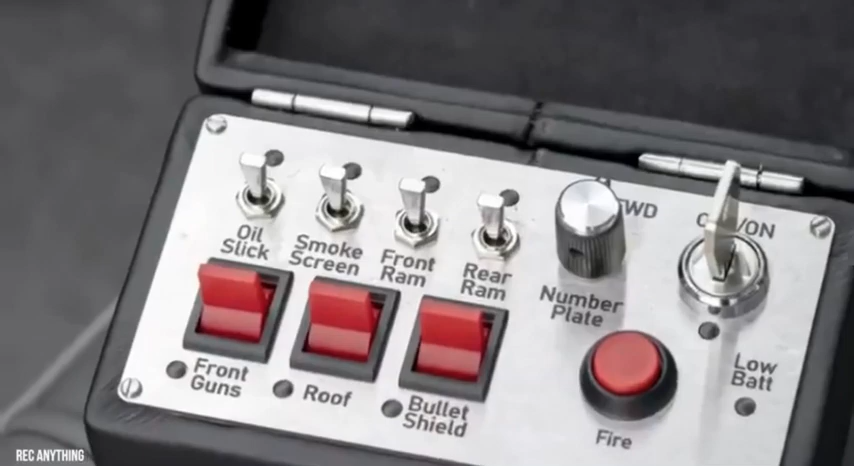 FWD
/ON
Oil
Slick
Smoke
Screen
Front
Ram
Rear
Ram
Number
Plate
Front
Guns
Roof
Bullet
Shield
Low
Batt
Fire
REC ANYTHING